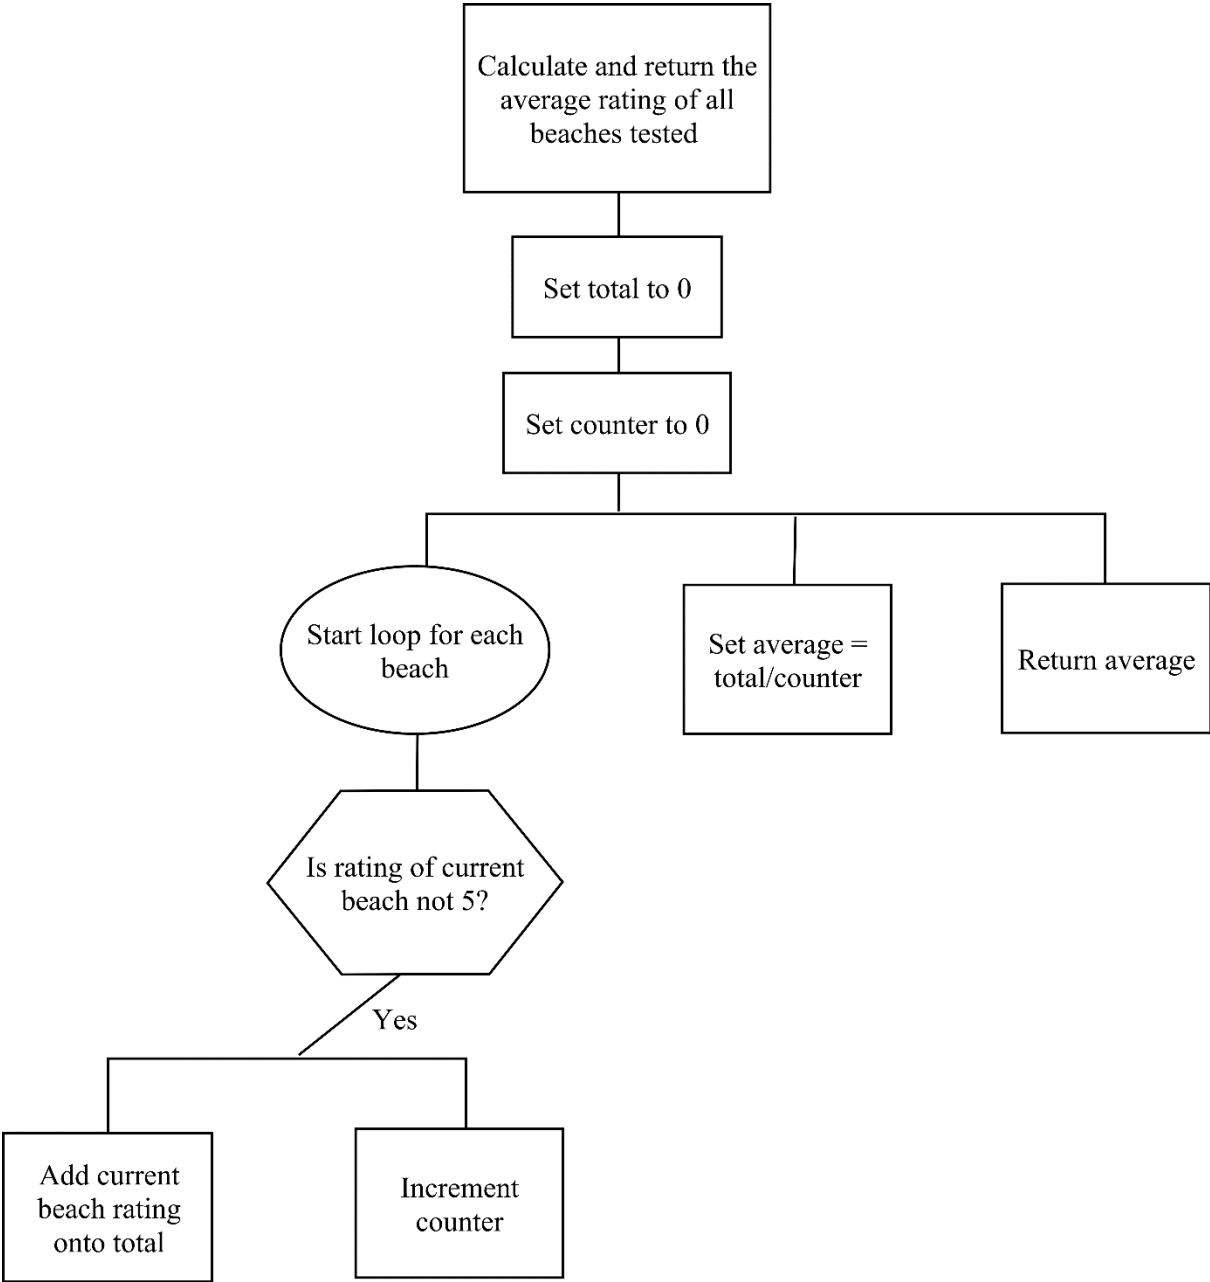 Calculate and return the
average rating of all
beaches tested
Set total to 0
Set counter to 0
Start loop for each
beach
Set average =
total/counter
Return average
Is rating of current
beach not 5?
Yes
Add current
beach rating
onto total
Increment
counter